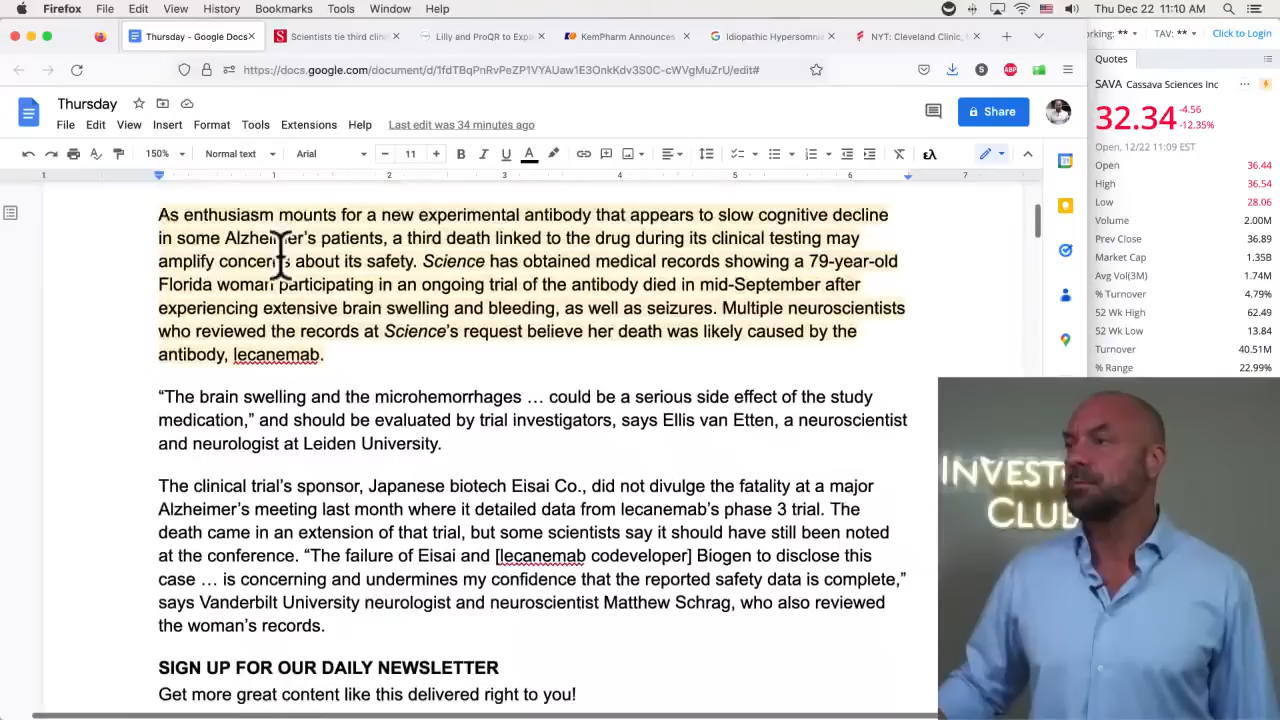 Firefox File Edit View History Bookmarks Tools Window Help
Thu Dec 22 11:10 AM
Thursday - Google Docs
Scientists tie third clini
Lilly and ProQR to Expa
KemPharm Announces
Idiopathic Hypersomni
NYT: Cleveland Clinic,
https://docs.google.com/document/d/1fdTBqPnRvPeZP1VYAUaw1E3OnkKdv3S0C-cWVgMuZrU/edit#
Thursday
Share
File Edit View Insert Format Tools Extensions Help Last edit was 34 minutes ago
150% Normal text Arial 11
1 1 2 3 4 5 6 7
As enthusiasm mounts for a new experimental antibody that appears to slow cognitive decline
in some Alzheimer's patients, a third death linked to the drug during its clinical testing may
amplify concerns about its safety. Science has obtained medical records showing a 79-year-old
Florida woman participating in an ongoing trial of the antibody died in mid-September after
experiencing extensive brain swelling and bleeding, as well as seizures. Multiple neuroscientists
who reviewed the records at Science's request believe her death was likely caused by the
antibody, lecanemab.
“The brain swelling and the microhemorrhages … could be a serious side effect of the study
medication,” and should be evaluated by trial investigators, says Ellis van Etten, a neuroscientist
and neurologist at Leiden University.
The clinical trial’s sponsor, Japanese biotech Eisai Co., did not divulge the fatality at a major
Alzheimer’s meeting last month where it detailed data from lecanemab’s phase 3 trial. The
death came in an extension of that trial, but some scientists say it should have still been noted
at the conference. “The failure of Eisai and [lecanemab codeveloper] Biogen to disclose this
case … is concerning and undermines my confidence that the reported safety data is complete,”
says Vanderbilt University neurologist and neuroscientist Matthew Schrag, who also reviewed
the woman’s records.
SIGN UP FOR OUR DAILY NEWSLETTER
Get more great content like this delivered right to you!
rking: ** TAV: ** Click to Login
Quotes
SAVA Cassava Sciences Inc
32.34 -4.56
-12.35%
Open, 12/22 11:09 EST
Open 36.44
High 36.54
Low 28.06
Volume 2.00M
Prev Close 36.89
Market Cap 1.35B
Avg Vol(3M) 1.74M
% Turnover 4.79%
52 Wk High 62.49
52 Wk Low 13.84
Turnover 40.51M
% Range 22.99%
INVESTO
CLUB